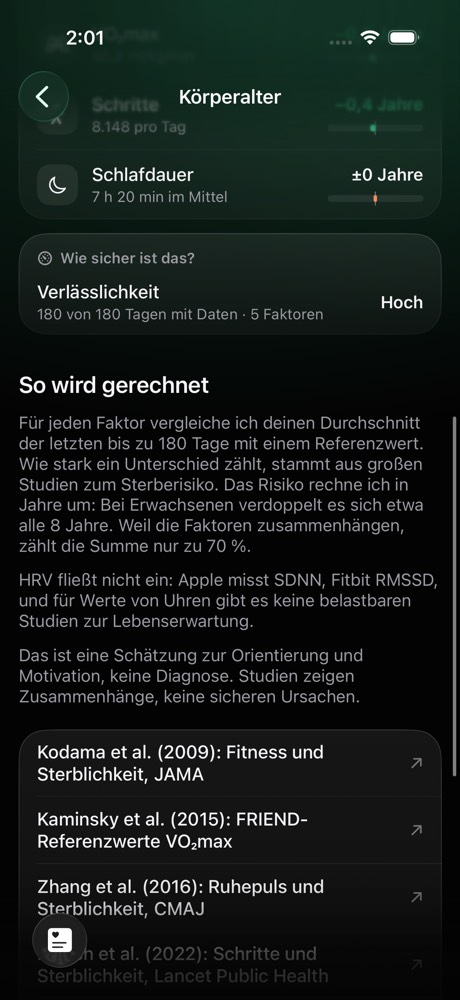 2:01
VO₂max
Körperalter
Schritte
−0,4 Jahre
8.148 pro Tag
Schlafdauer
±0 Jahre
7 h 20 min im Mittel
Wie sicher ist das?
Verlässlichkeit
Hoch
180 von 180 Tagen mit Daten · 5 Faktoren
So wird gerechnet
Für jeden Faktor vergleiche ich deinen Durchschnitt
der letzten bis zu 180 Tage mit einem Referenzwert.
Wie stark ein Unterschied zählt, stammt aus großen
Studien zum Sterberisiko. Das Risiko rechne ich in
Jahre um: Bei Erwachsenen verdoppelt es sich etwa
alle 8 Jahre. Weil die Faktoren zusammenhängen,
zählt die Summe nur zu 70 %.
HRV fließt nicht ein: Apple misst SDNN, Fitbit RMSSD,
und für Werte von Uhren gibt es keine belastbaren
Studien zur Lebenserwartung.
Das ist eine Schätzung zur Orientierung und
Motivation, keine Diagnose. Studien zeigen
Zusammenhänge, keine sicheren Ursachen.
Kodama et al. (2009): Fitness und
Sterblichkeit, JAMA
Kaminsky et al. (2015): FRIEND-
Referenzwerte VO₂max
Zhang et al. (2016): Ruhepuls und
Sterblichkeit, CMAJ
et al. (2022): Schritte und
Sterblichkeit, Lancet Public Health